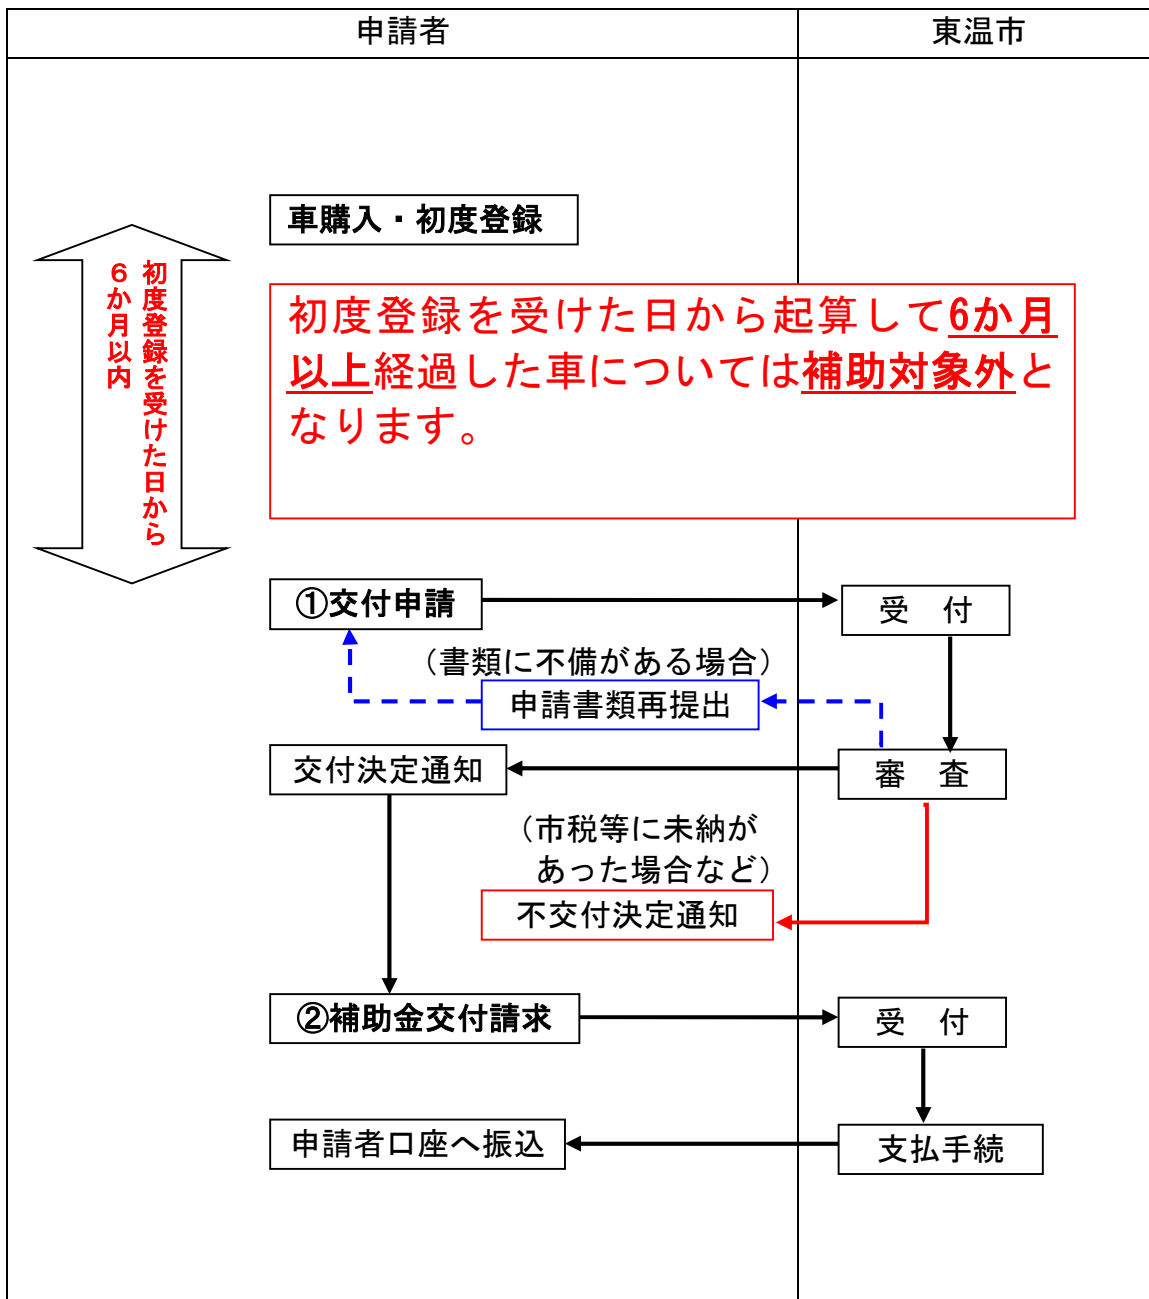 申請者
東温市
車購入・初度登録
初度登録を受けた日から
６か月以内
初度登録を受けた日から起算して6か月
以上経過した車については補助対象外と
なります。
①交付申請
受　付
（書類に不備がある場合）
申請書類再提出
交付決定通知
審　査
（市税等に未納が
あった場合など）
不交付決定通知
②補助金交付請求
受　付
申請者口座へ振込
支払手続